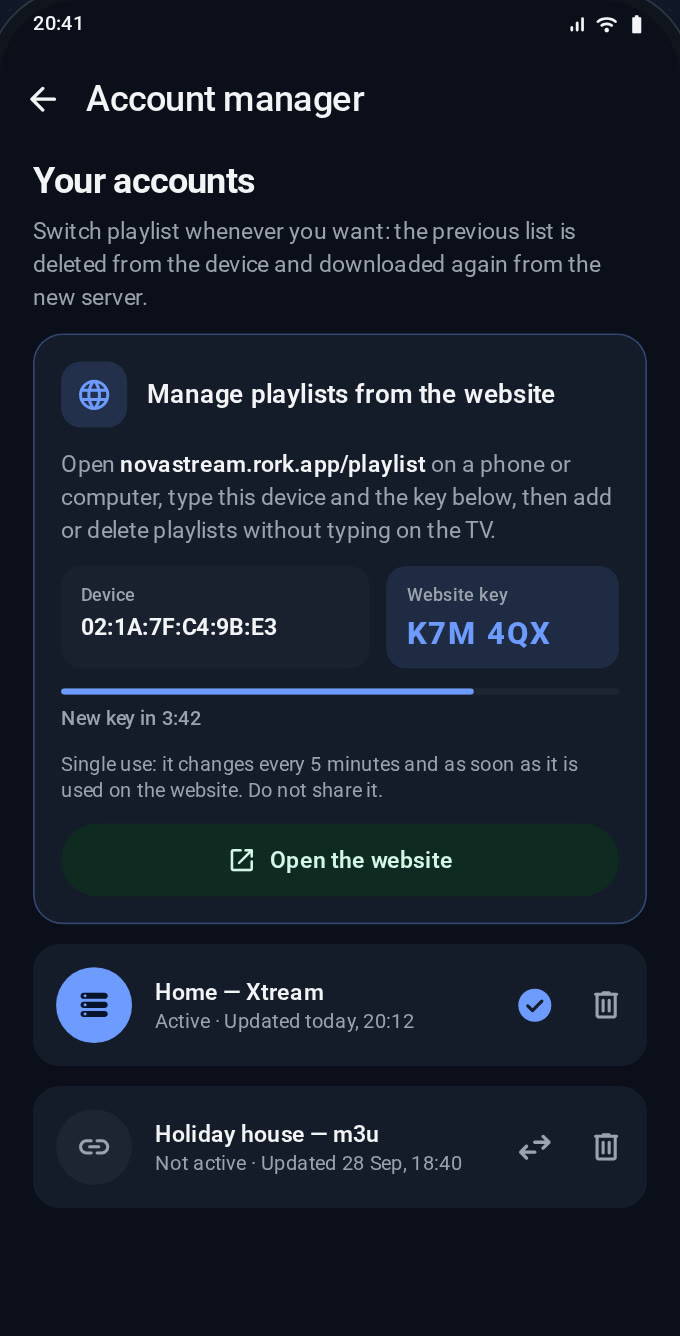 20:41
Account manager
Your accounts
Switch playlist whenever you want: the previous list is
deleted from the device and downloaded again from the
new server.
Manage playlists from the website
Open novastream.rork.app/playlist on a phone or
computer, type this device and the key below, then add
or delete playlists without typing on the TV.
Device
02:1A:7F:C4:9B:E3
Website key
K7M 4QX
New key in 3:42
Single use: it changes every 5 minutes and as soon as it is
used on the website. Do not share it.
Open the website
Home — Xtream
Active · Updated today, 20:12
Holiday house — m3u
Not active · Updated 28 Sep, 18:40